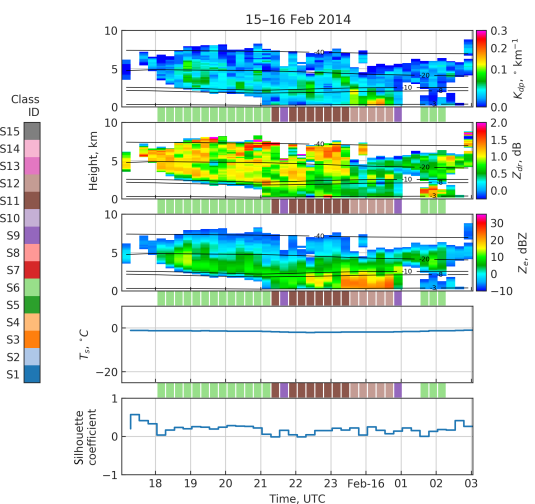 15–16 Feb 2014
10
5
0
-40
-20
-10
0.3
0.2
0.1
0.0
K_dp, ° km⁻¹
Class
ID
S15
S14
S13
S12
S11
S10
S9
S8
S7
S6
S5
S4
S3
S2
S1
Height, km
10
5
0
-40
-20
-10
2.0
1.5
1.0
0.5
0.0
Z_dr, dB
10
5
0
-40
-20
-10
-3
30
20
10
0
−10
Z_e, dBZ
T_s, °C
0
−20
Silhouette
coefficient
1
0
−1
18
19
20
21
22
23
Feb-16
01
02
03
Time, UTC